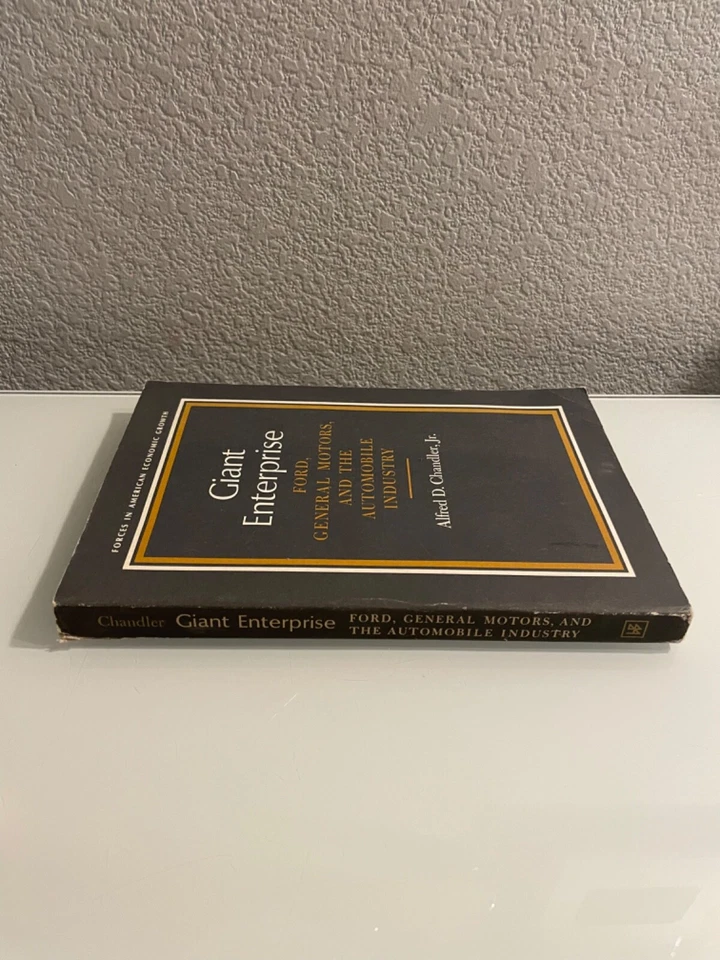 FORCES IN AMERICAN ECONOMIC GROWTH
Giant
Enterprise
FORD,
GENERAL MOTORS,
AND THE
AUTOMOBILE
INDUSTRY
Alfred D. Chandler, Jr.
Chandler Giant Enterprise FORD, GENERAL MOTORS, AND
THE AUTOMOBILE INDUSTRY